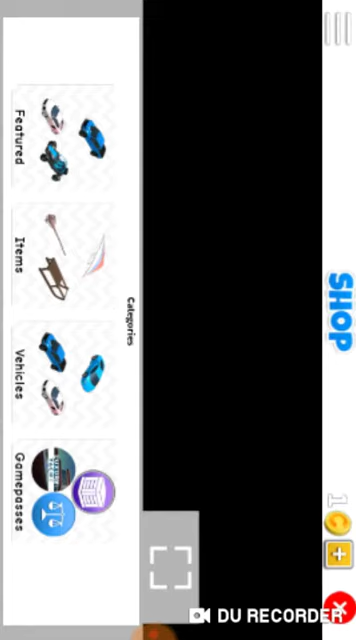 SHOP
1
Categories
Featured
Items
Vehicles
Gamepasses
DU RECORDER